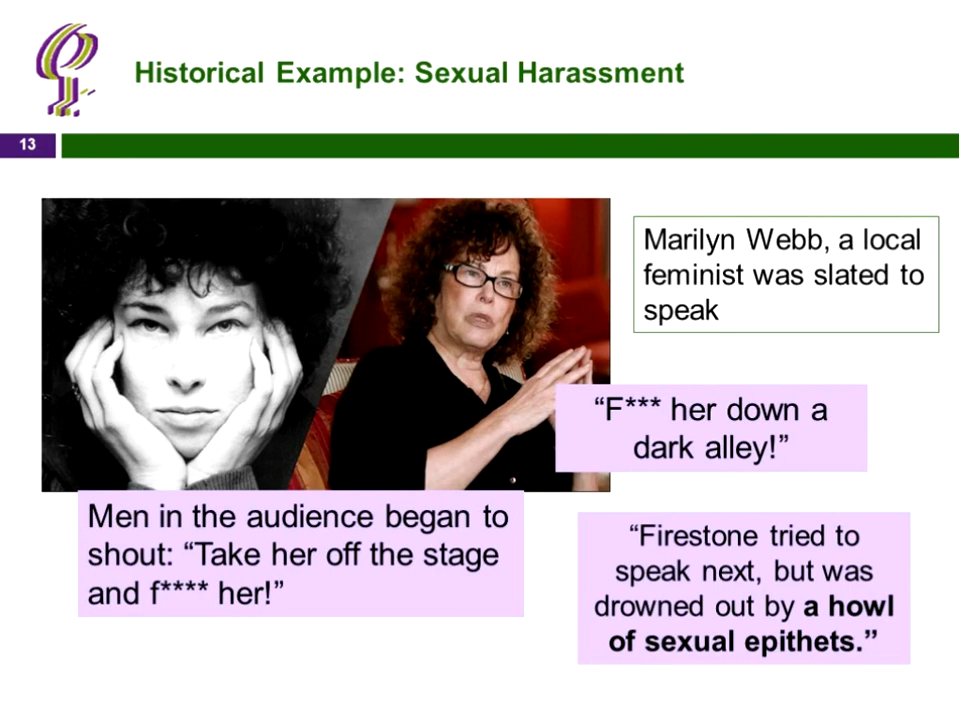 Historical Example: Sexual Harassment
13
Marilyn Webb, a local
feminist was slated to
speak
“F*** her down a
dark alley!”
Men in the audience began to
shout: “Take her off the stage
and f**** her!”
“Firestone tried to
speak next, but was
drowned out by a howl
of sexual epithets.”